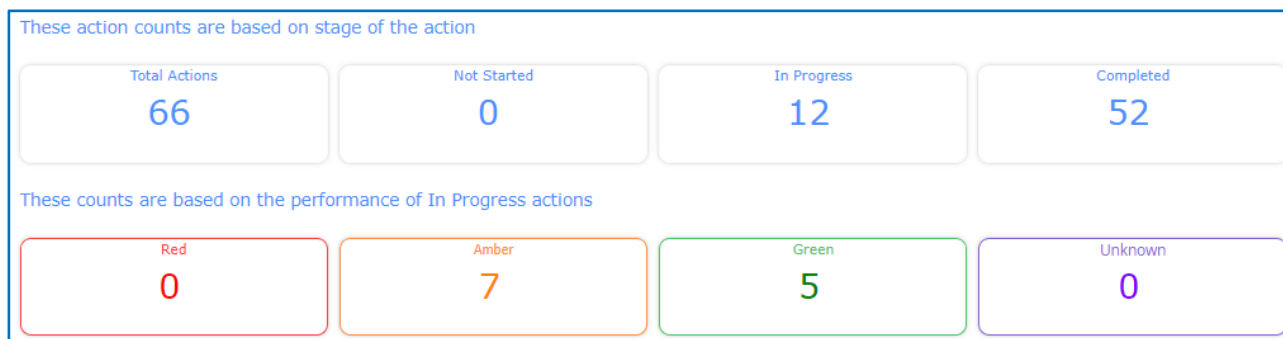 These action counts are based on stage of the action
Total Actions Not Started In Progress Completed
66 0 12 52
These counts are based on the performance of In Progress actions
Red Amber Green Unknown
0 7 5 0